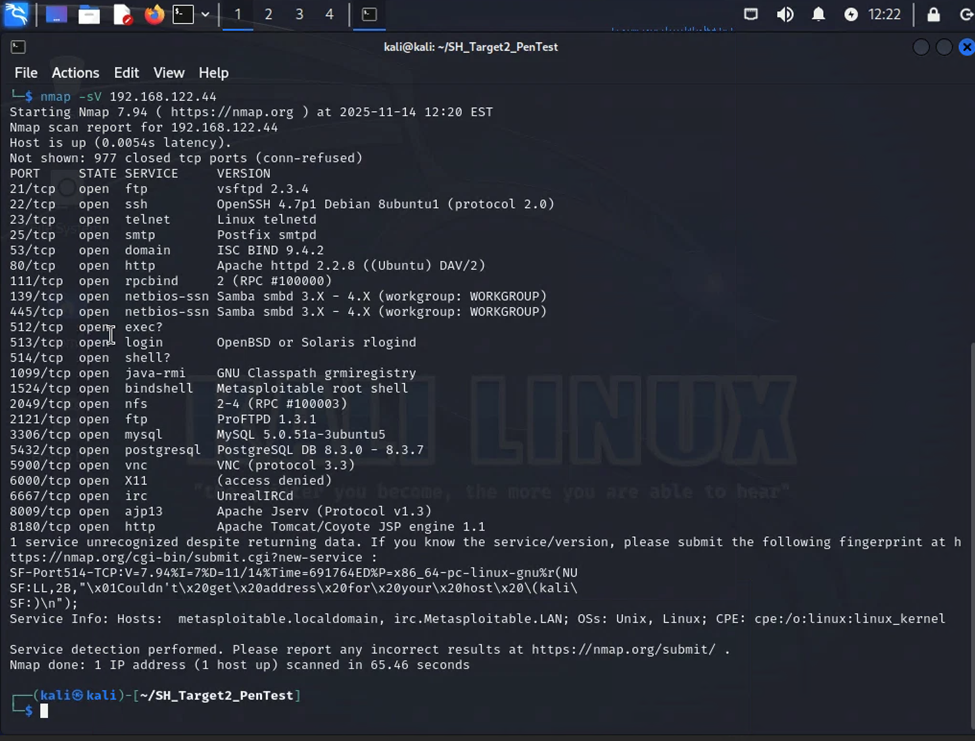 1 2 3 4 12:22
kali@kali: ~/SH_Target2_PenTest
File Actions Edit View Help
└─$ nmap -sV 192.168.122.44
Starting Nmap 7.94 ( https://nmap.org ) at 2025-11-14 12:20 EST
Nmap scan report for 192.168.122.44
Host is up (0.0054s latency).
Not shown: 977 closed tcp ports (conn-refused)
PORT STATE SERVICE VERSION
21/tcp open ftp vsftpd 2.3.4
22/tcp open ssh OpenSSH 4.7p1 Debian 8ubuntu1 (protocol 2.0)
23/tcp open telnet Linux telnetd
25/tcp open smtp Postfix smtpd
53/tcp open domain ISC BIND 9.4.2
80/tcp open http Apache httpd 2.2.8 ((Ubuntu) DAV/2)
111/tcp open rpcbind 2 (RPC #100000)
139/tcp open netbios-ssn Samba smbd 3.X - 4.X (workgroup: WORKGROUP)
445/tcp open netbios-ssn Samba smbd 3.X - 4.X (workgroup: WORKGROUP)
512/tcp open exec?
513/tcp open login OpenBSD or Solaris rlogind
514/tcp open shell?
1099/tcp open java-rmi GNU Classpath grmiregistry
1524/tcp open bindshell Metasploitable root shell
2049/tcp open nfs 2-4 (RPC #100003)
2121/tcp open ftp ProFTPD 1.3.1
3306/tcp open mysql MySQL 5.0.51a-3ubuntu5
5432/tcp open postgresql PostgreSQL DB 8.3.0 - 8.3.7
5900/tcp open vnc VNC (protocol 3.3)
6000/tcp open X11 (access denied)
6667/tcp open irc UnrealIRCd
8009/tcp open ajp13 Apache Jserv (Protocol v1.3)
8180/tcp open http Apache Tomcat/Coyote JSP engine 1.1
1 service unrecognized despite returning data. If you know the service/version, please submit the following fingerprint at h
ttps://nmap.org/cgi-bin/submit.cgi?new-service :
SF-Port514-TCP:V=7.94%I=7%D=11/14%Time=691764ED%P=x86_64-pc-linux-gnu%r(NU
SF:LL,2B,"\x01Couldn't\x20get\x20address\x20for\x20your\x20host\x20\(kali\
SF:)\n");
Service Info: Hosts:  metasploitable.localdomain, irc.Metasploitable.LAN; OSs: Unix, Linux; CPE: cpe:/o:linux:linux_kernel
Service detection performed. Please report any incorrect results at https://nmap.org/submit/ .
Nmap done: 1 IP address (1 host up) scanned in 65.46 seconds
┌──(kali㉿kali)-[~/SH_Target2_PenTest]
└─$
KALI LINUX
you become, the more you are able to hear"